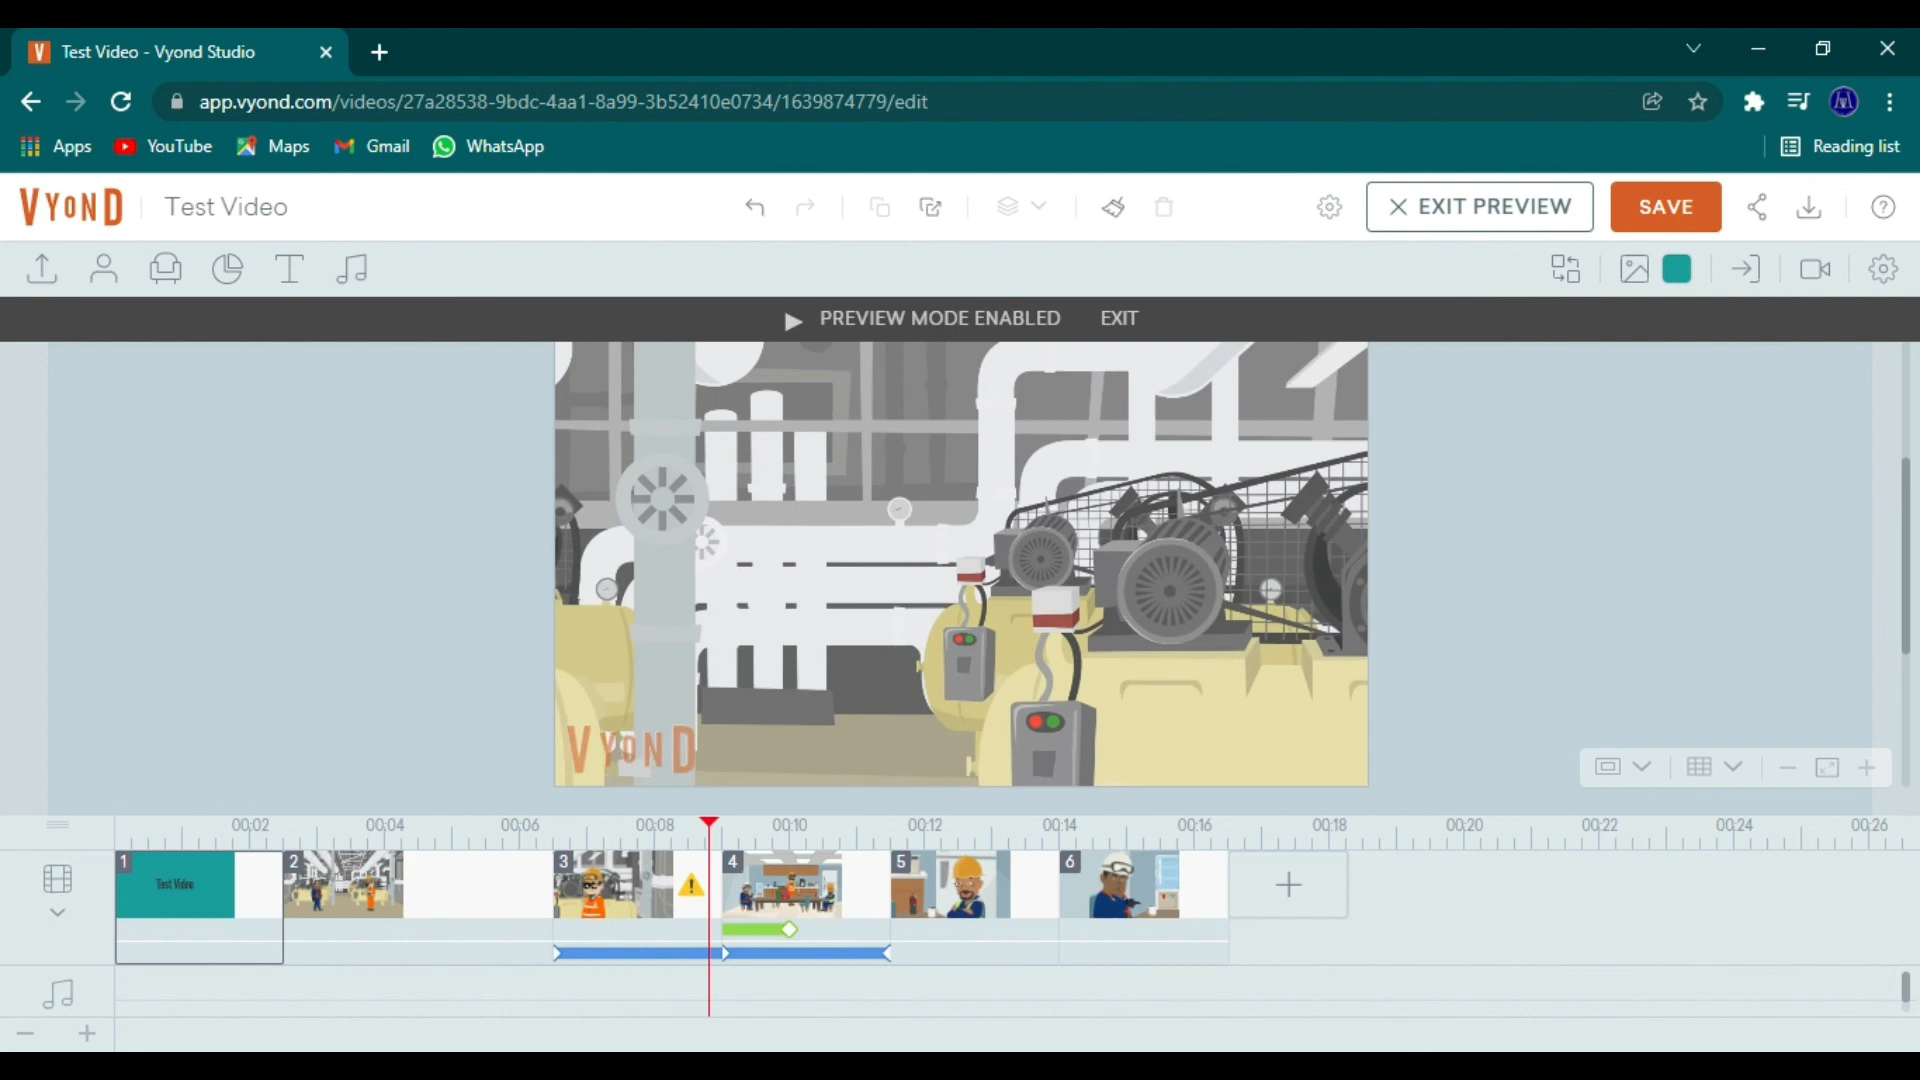 Test Video - Vyond Studio
app.vyond.com/videos/27a28538-9bdc-4aa1-8a99-3b52410e0734/1639874779/edit
Apps YouTube Maps Gmail WhatsApp Reading list
VYOND Test Video EXIT PREVIEW SAVE
PREVIEW MODE ENABLED EXIT
VYOND
00:02 00:04 00:06 00:08 00:10 00:12 00:14 00:16 00:18 00:20 00:22 00:24 00:26
1 2 3 4 5 6
Test Video